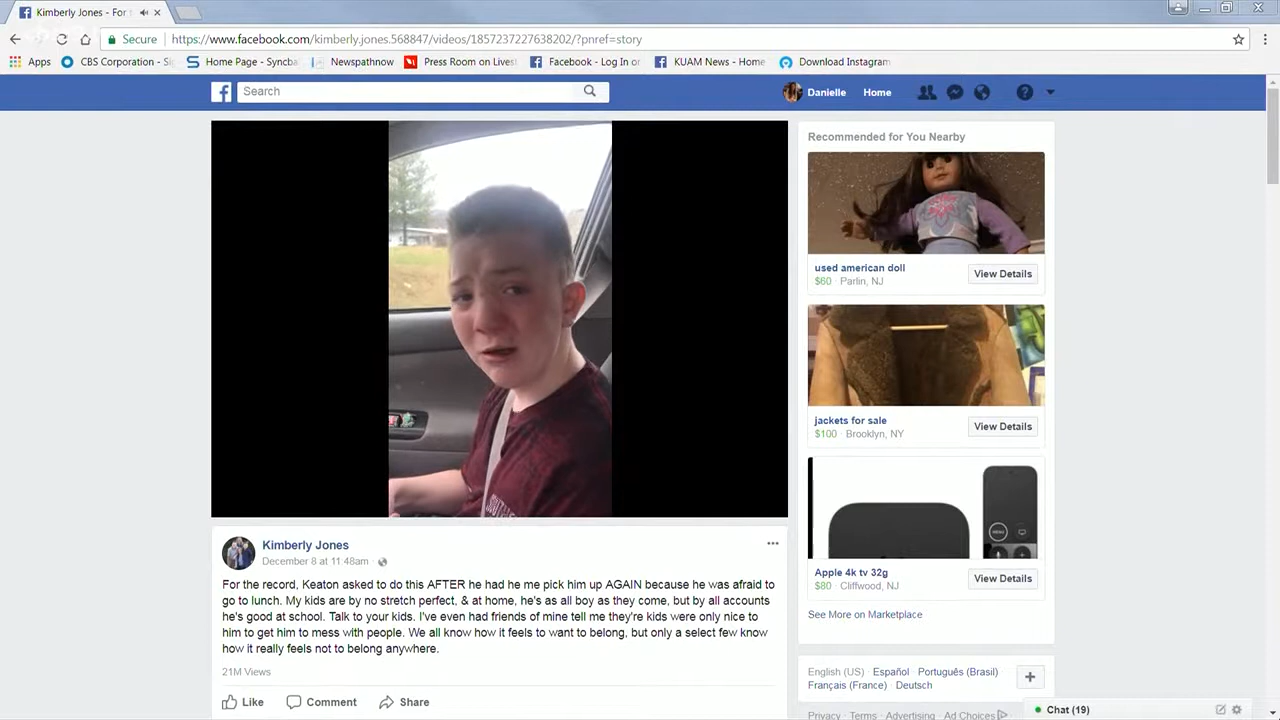 Kimberly Jones - For
Secure
https://www.facebook.com/kimberly.jones.568847/videos/1857237227638202/?pnref=story
Apps
CBS Corporation - Si
Home Page - Syncba
Newspathnow
Press Room on Livest
Facebook - Log In or
KUAM News - Home
Download Instagram
Search
Danielle
Home
Recommended for You Nearby
used american doll
$60 · Parlin, NJ
View Details
jackets for sale
$100 · Brooklyn, NY
View Details
MENU
Apple 4k tv 32g
$80 · Cliffwood, NJ
View Details
See More on Marketplace
Kimberly Jones
December 8 at 11:48am ·
For the record, Keaton asked to do this AFTER he had he me pick him up AGAIN because he was afraid to
go to lunch. My kids are by no stretch perfect, & at home, he's as all boy as they come, but by all accounts
he's good at school. Talk to your kids. I've even had friends of mine tell me they're kids were only nice to
him to get him to mess with people. We all know how it feels to want to belong, but only a select few know
how it really feels not to belong anywhere.
21M Views
Like
Comment
Share
English (US) · Español · Português (Brasil)
Français (France) · Deutsch
Privacy · Terms · Advertising · Ad Choices
Chat (19)